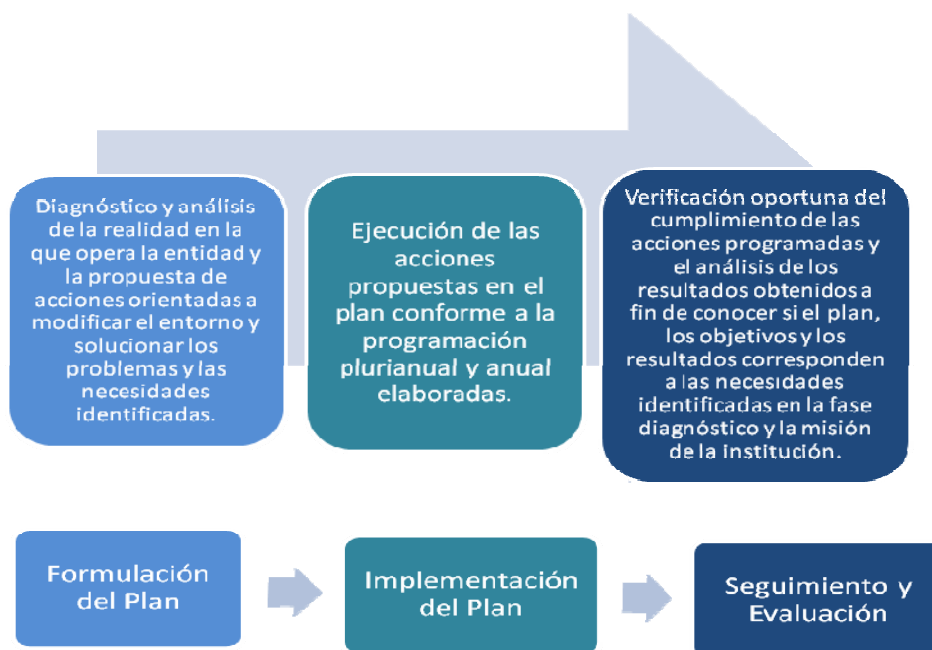 Diagnóstico y análisis
de la realidad en la
que opera la entidad y
la propuesta de
acciones orientadas a
modificar el entorno y
solucionar los
problemas y las
necesidades
identificadas.
Ejecución de las
acciones
propuestas en el
plan conforme a la
programación
plurianual y anual
elaboradas.
Verificación oportuna del
cumplimiento de las
acciones programadas y
el análisis de los
resultados obtenidos a
fin de conocer si el plan,
los objetivos y los
resultados corresponden
a las necesidades
identificadas en la fase
diagnóstico y la misión
de la institución.
Formulación
del Plan
Implementación
del Plan
Seguimiento y
Evaluación